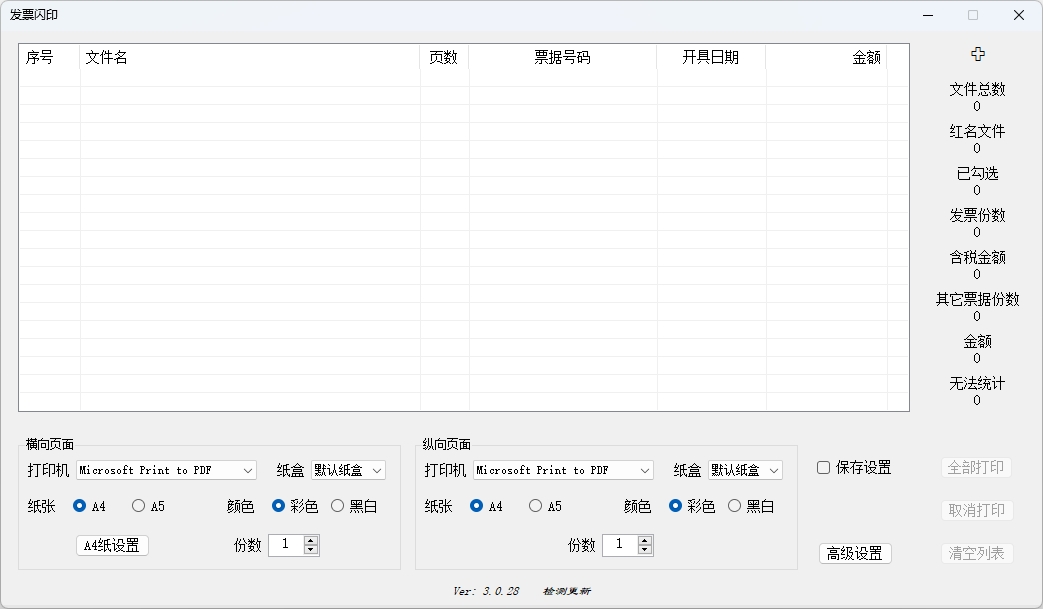 发票闪印
序号 文件名 页数 票据号码 开具日期 金额
文件总数
0
红名文件
0
已勾选
0
发票份数
0
含税金额
0
其它票据份数
0
金额
0
无法统计
0
横向页面
打印机 Microsoft Print to PDF 纸盒 默认纸盒
纸张 A4 A5 颜色 彩色 黑白
A4纸设置 份数 1
纵向页面
打印机 Microsoft Print to PDF 纸盒 默认纸盒
纸张 A4 A5 颜色 彩色 黑白
份数 1
保存设置
高级设置
全部打印
取消打印
清空列表
Ver: 3.0.28 检测更新